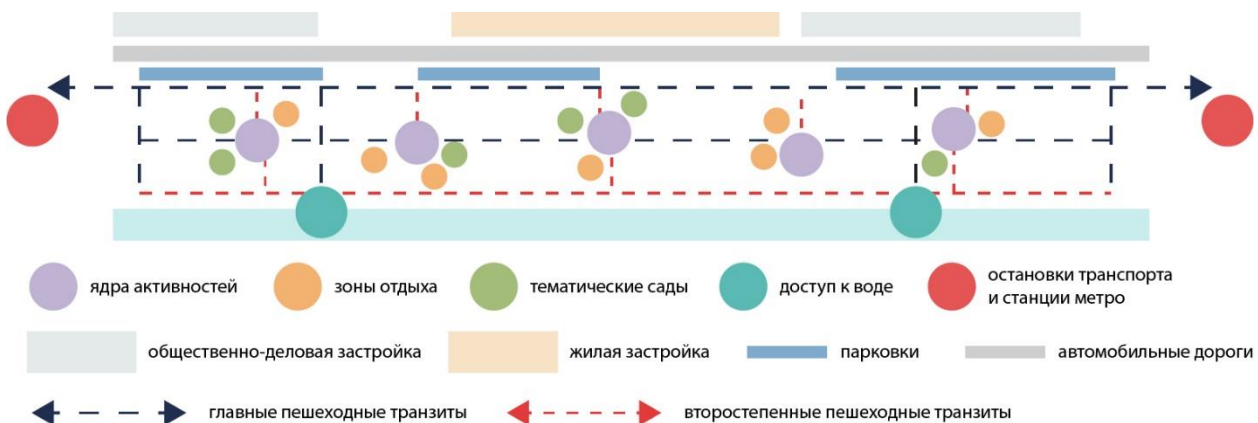 ядра активностей
зоны отдыха
тематические сады
доступ к воде
остановки транспорта
и станции метро
общественно-деловая застройка
жилая застройка
парковки
автомобильные дороги
главные пешеходные транзиты
второстепенные пешеходные транзиты